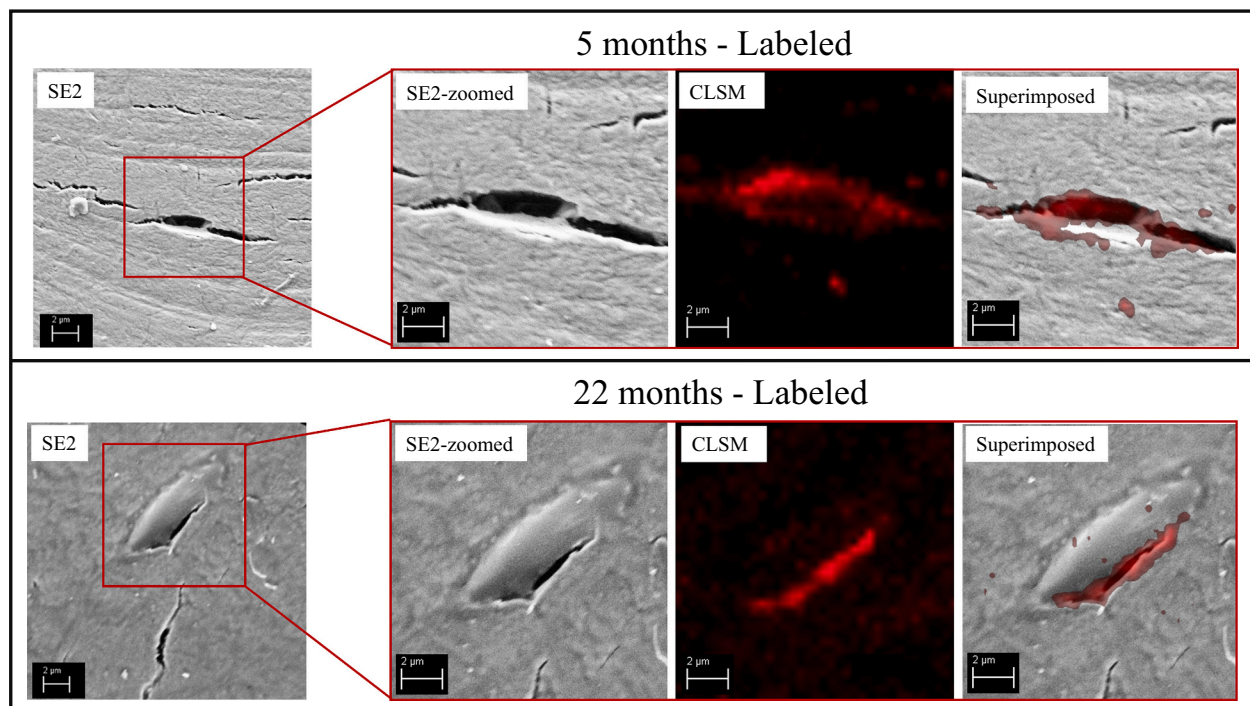 5 months - Labeled
SE2
SE2-zoomed
CLSM
Superimposed
2 μm
2 μm
2 μm
2 μm
22 months - Labeled
SE2
SE2-zoomed
CLSM
Superimposed
2 μm
2 μm
2 μm
2 μm